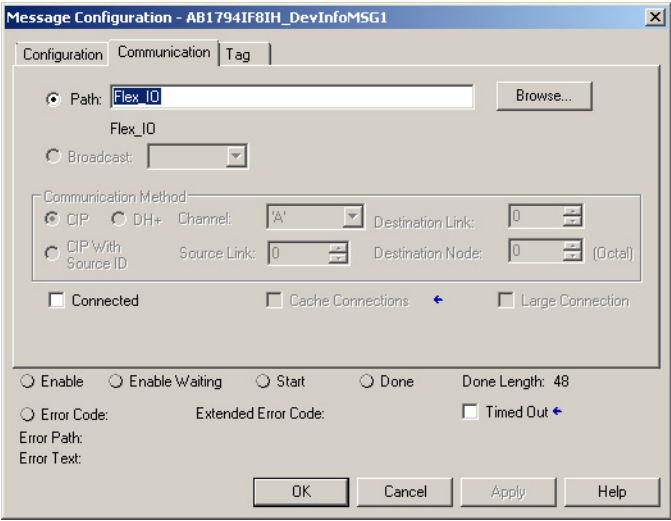 Message Configuration - AB1794IF8IH_DevInfoMSG1
Configuration Communication Tag
Path: Flex_IO Browse...
Flex_IO
Broadcast:
Communication Method
CIP DH+ Channel: 'A' Destination Link: 0
CIP With Source ID Source Link: 0 Destination Node: 0 (Octal)
Connected Cache Connections Large Connection
Enable Enable Waiting Start Done Done Length: 48
Error Code: Extended Error Code: Timed Out
Error Path:
Error Text:
OK Cancel Apply Help